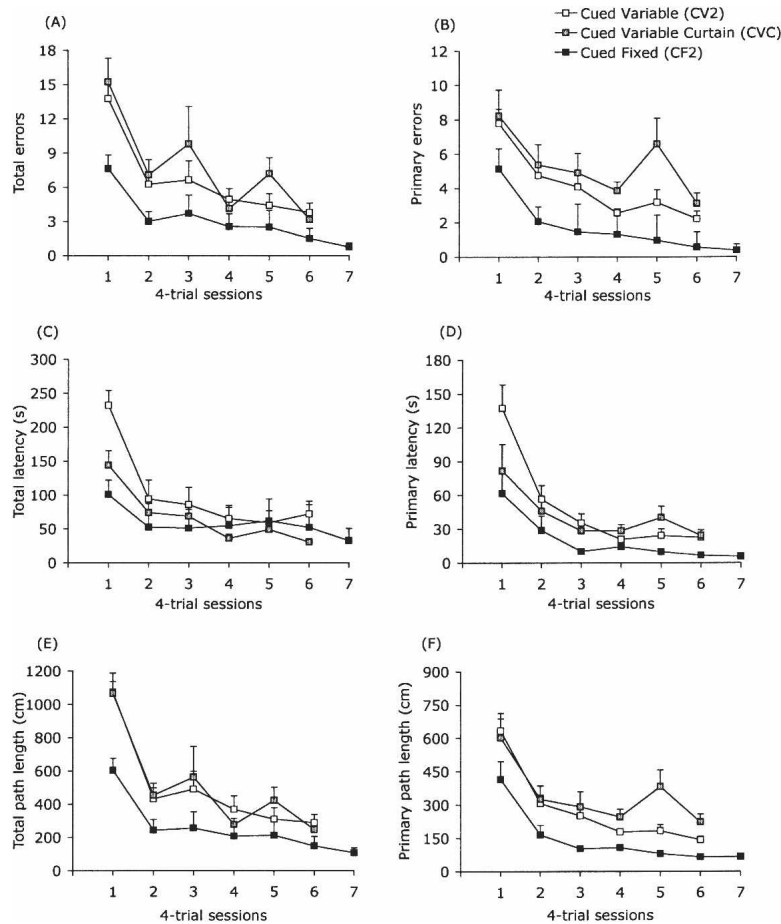 Cued Variable (CV2)
Cued Variable Curtain (CVC)
Cued Fixed (CF2)
(A)
18
15
12
9
6
3
0
Total errors
1 2 3 4 5 6 7
4-trial sessions
(B)
12
10
8
6
4
2
0
Primary errors
1 2 3 4 5 6 7
4-trial sessions
(C)
300
250
200
150
100
50
0
Total latency (s)
1 2 3 4 5 6 7
4-trial sessions
(D)
180
150
120
90
60
30
0
Primary latency (s)
1 2 3 4 5 6 7
4-trial sessions
(E)
1200
1000
800
600
400
200
0
Total path length (cm)
1 2 3 4 5 6 7
4-trial sessions
(F)
900
750
600
450
300
150
0
Primary path length (cm)
1 2 3 4 5 6 7
4-trial sessions